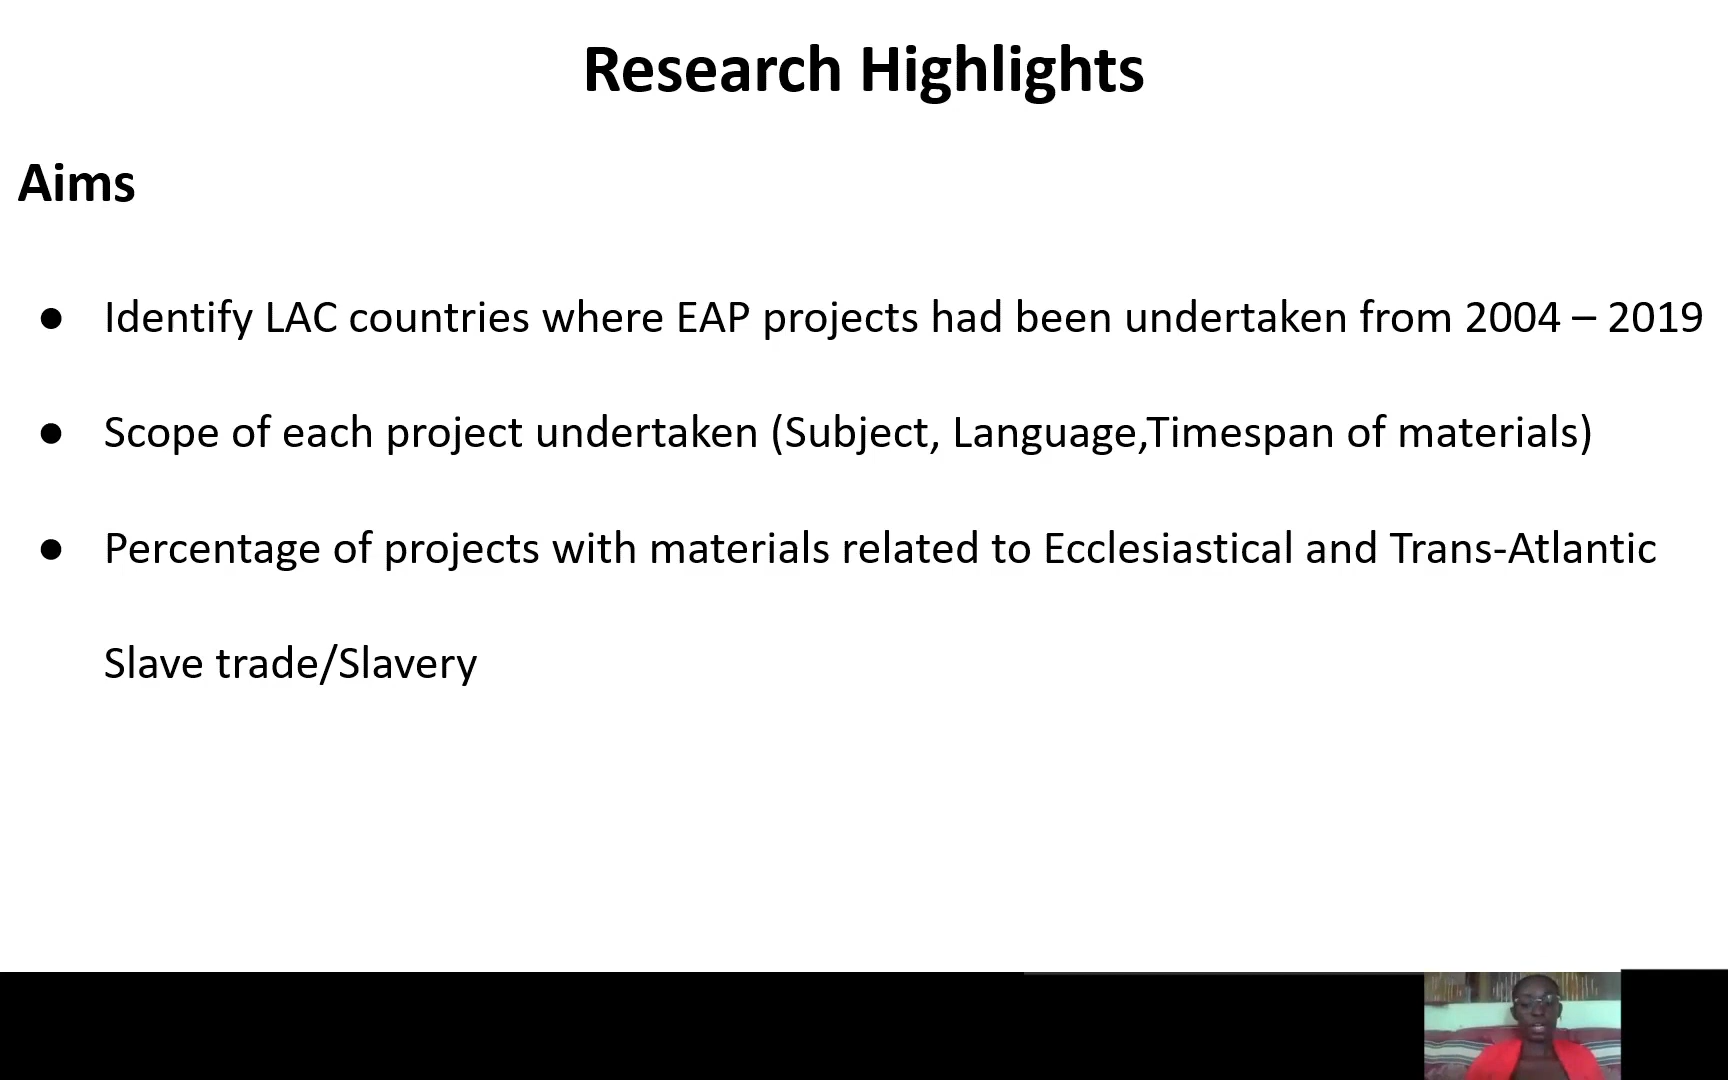 Research Highlights
Aims
● Identify LAC countries where EAP projects had been undertaken from 2004 – 2019
● Scope of each project undertaken (Subject, Language,Timespan of materials)
● Percentage of projects with materials related to Ecclesiastical and Trans-Atlantic
Slave trade/Slavery